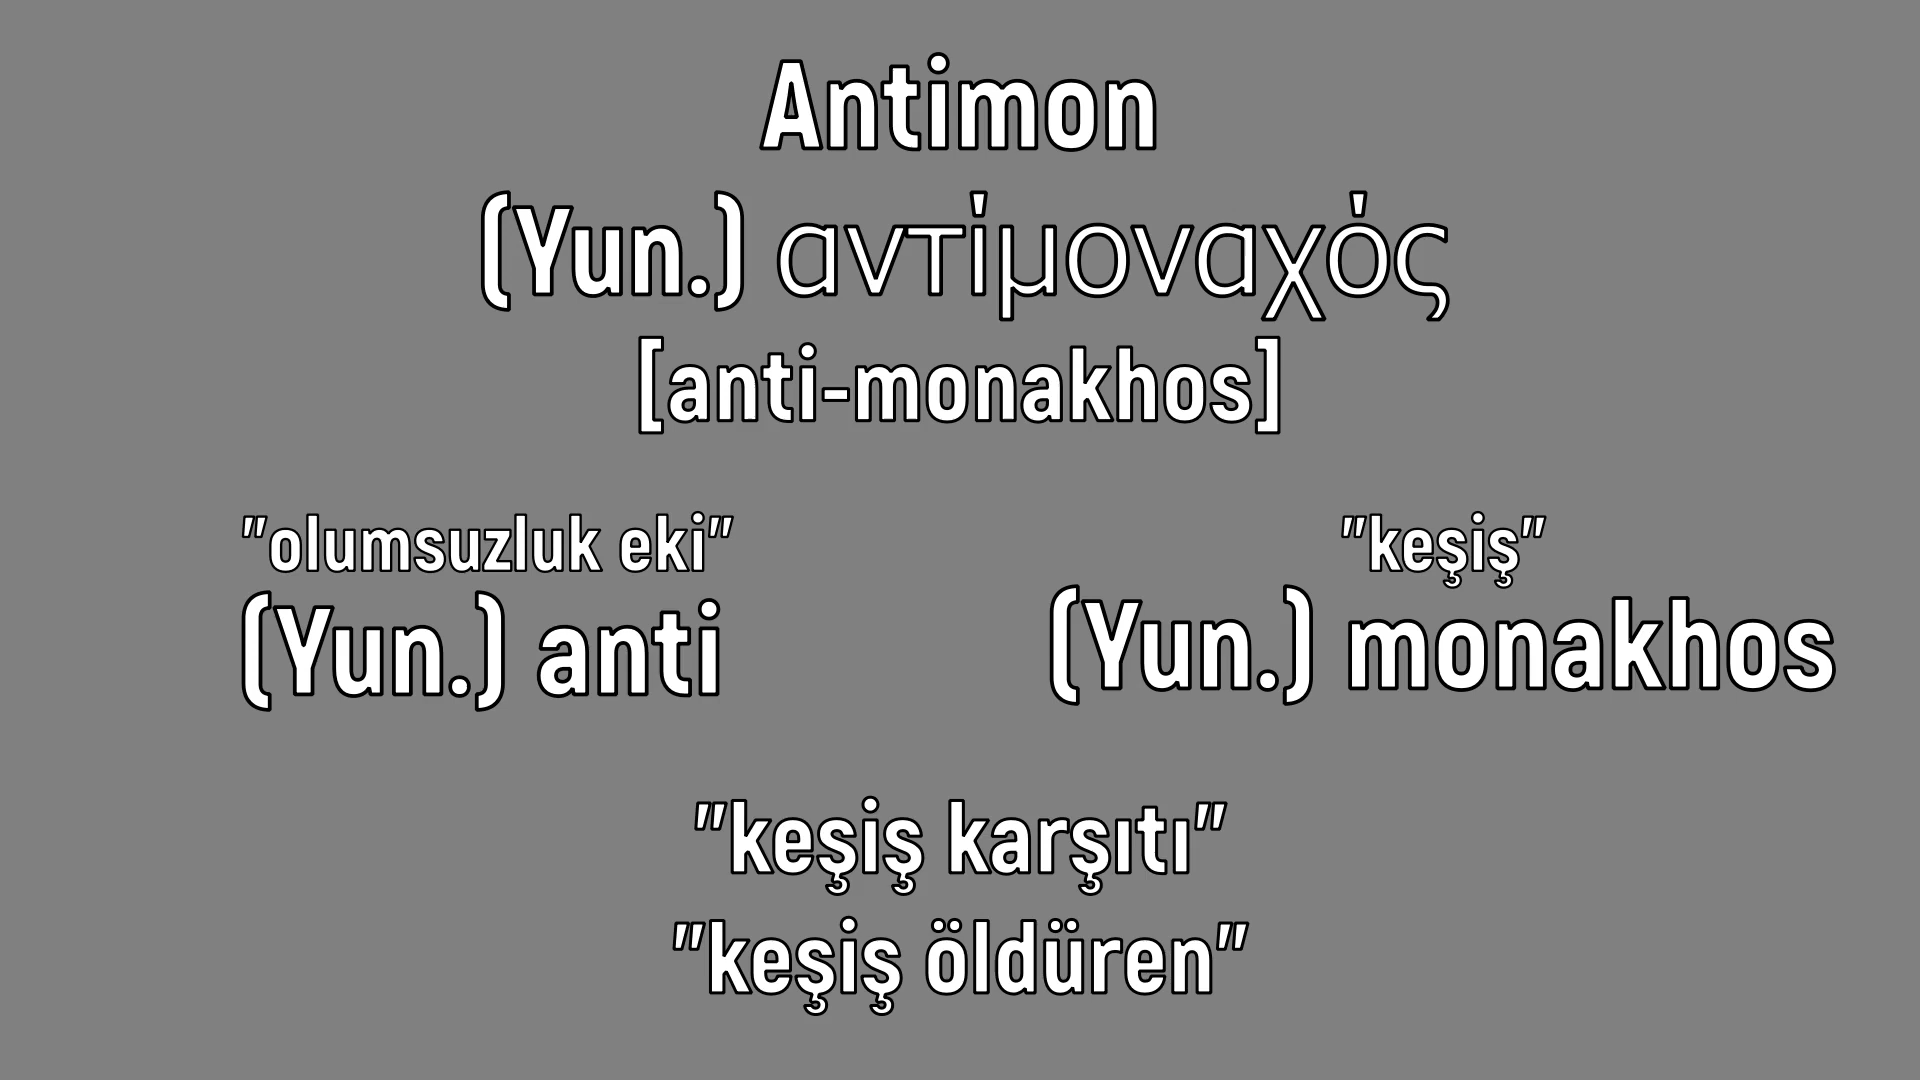 Antimon
(Yun.) αντίμοναχός
[anti-monakhos]
"olumsuzluk eki"
(Yun.) anti
"keşiş"
(Yun.) monakhos
"keşiş karşıtı"
"keşiş öldüren"